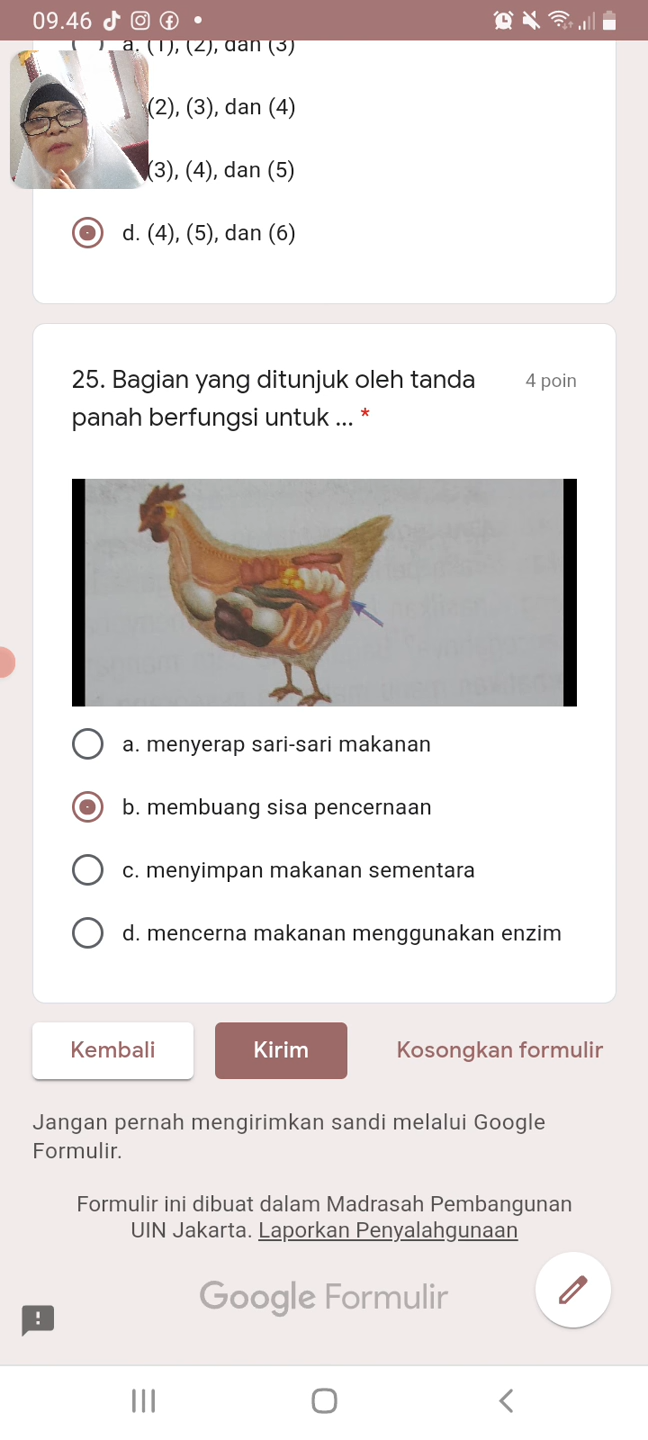 09.46
a. (1), (2), dan (3)
(2), (3), dan (4)
(3), (4), dan (5)
d. (4), (5), dan (6)
25. Bagian yang ditunjuk oleh tanda
panah berfungsi untuk ... *
4 poin
a. menyerap sari-sari makanan
b. membuang sisa pencernaan
c. menyimpan makanan sementara
d. mencerna makanan menggunakan enzim
Kembali
Kirim
Kosongkan formulir
Jangan pernah mengirimkan sandi melalui Google
Formulir.
Formulir ini dibuat dalam Madrasah Pembangunan
UIN Jakarta. Laporkan Penyalahgunaan
Google Formulir